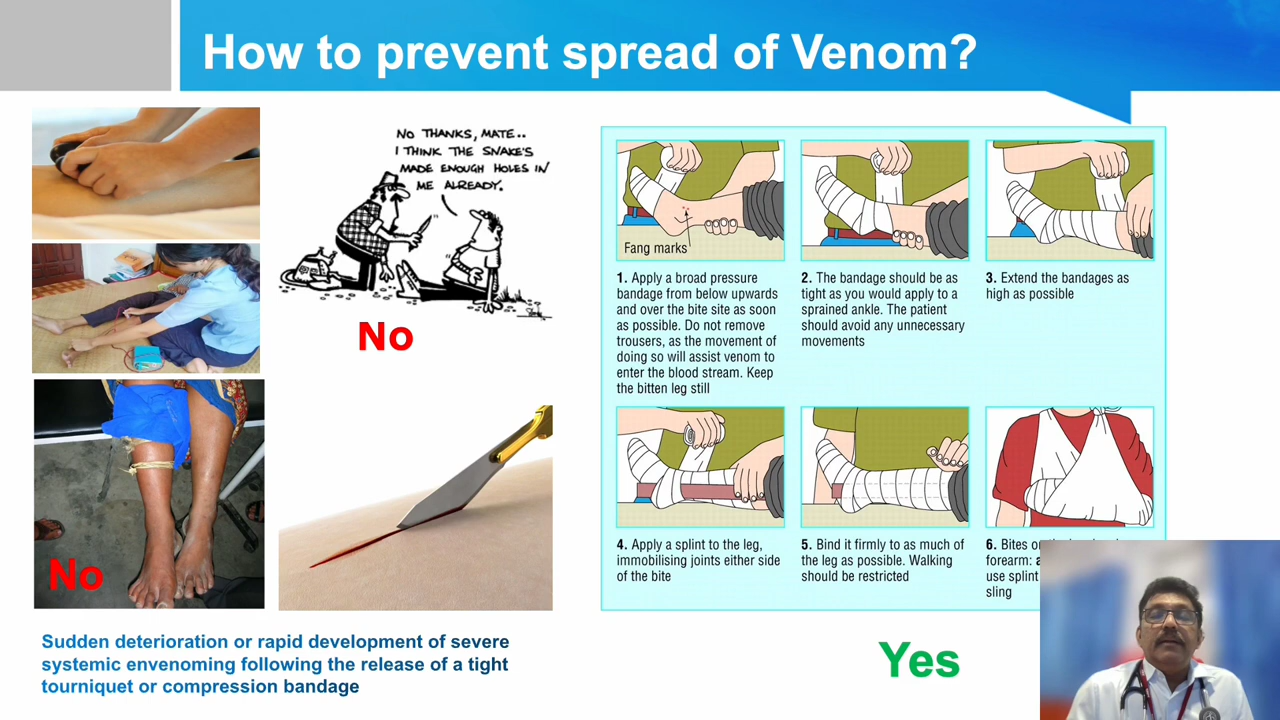 How to prevent spread of Venom?
NO THANKS, MATE..
I THINK THE SNAKE'S
MADE ENOUGH HOLES IN
ME ALREADY.
No
No
Sudden deterioration or rapid development of severe
systemic envenoming following the release of a tight
tourniquet or compression bandage
Fang marks
1. Apply a broad pressure
bandage from below upwards
and over the bite site as soon
as possible. Do not remove
trousers, as the movement of
doing so will assist venom to
enter the blood stream. Keep
the bitten leg still
2. The bandage should be as
tight as you would apply to a
sprained ankle. The patient
should avoid any unnecessary
movements
3. Extend the bandages as
high as possible
4. Apply a splint to the leg,
immobilising joints either side
of the bite
5. Bind it firmly to as much of
the leg as possible. Walking
should be restricted
6. Bites
forearm:
use splint
sling
Yes